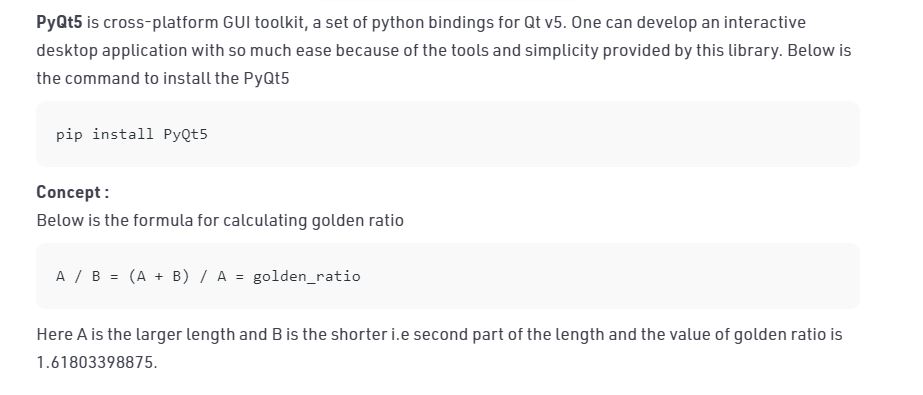 PyQt5 is cross-platform GUI toolkit, a set of python bindings for Qt v5. One can develop an interactive
desktop application with so much ease because of the tools and simplicity provided by this library. Below is
the command to install the PyQt5
pip install PyQt5
Concept :
Below is the formula for calculating golden ratio
A / B = (A + B) / A = golden_ratio
Here A is the larger length and B is the shorter i.e second part of the length and the value of golden ratio is
1.61803398875.